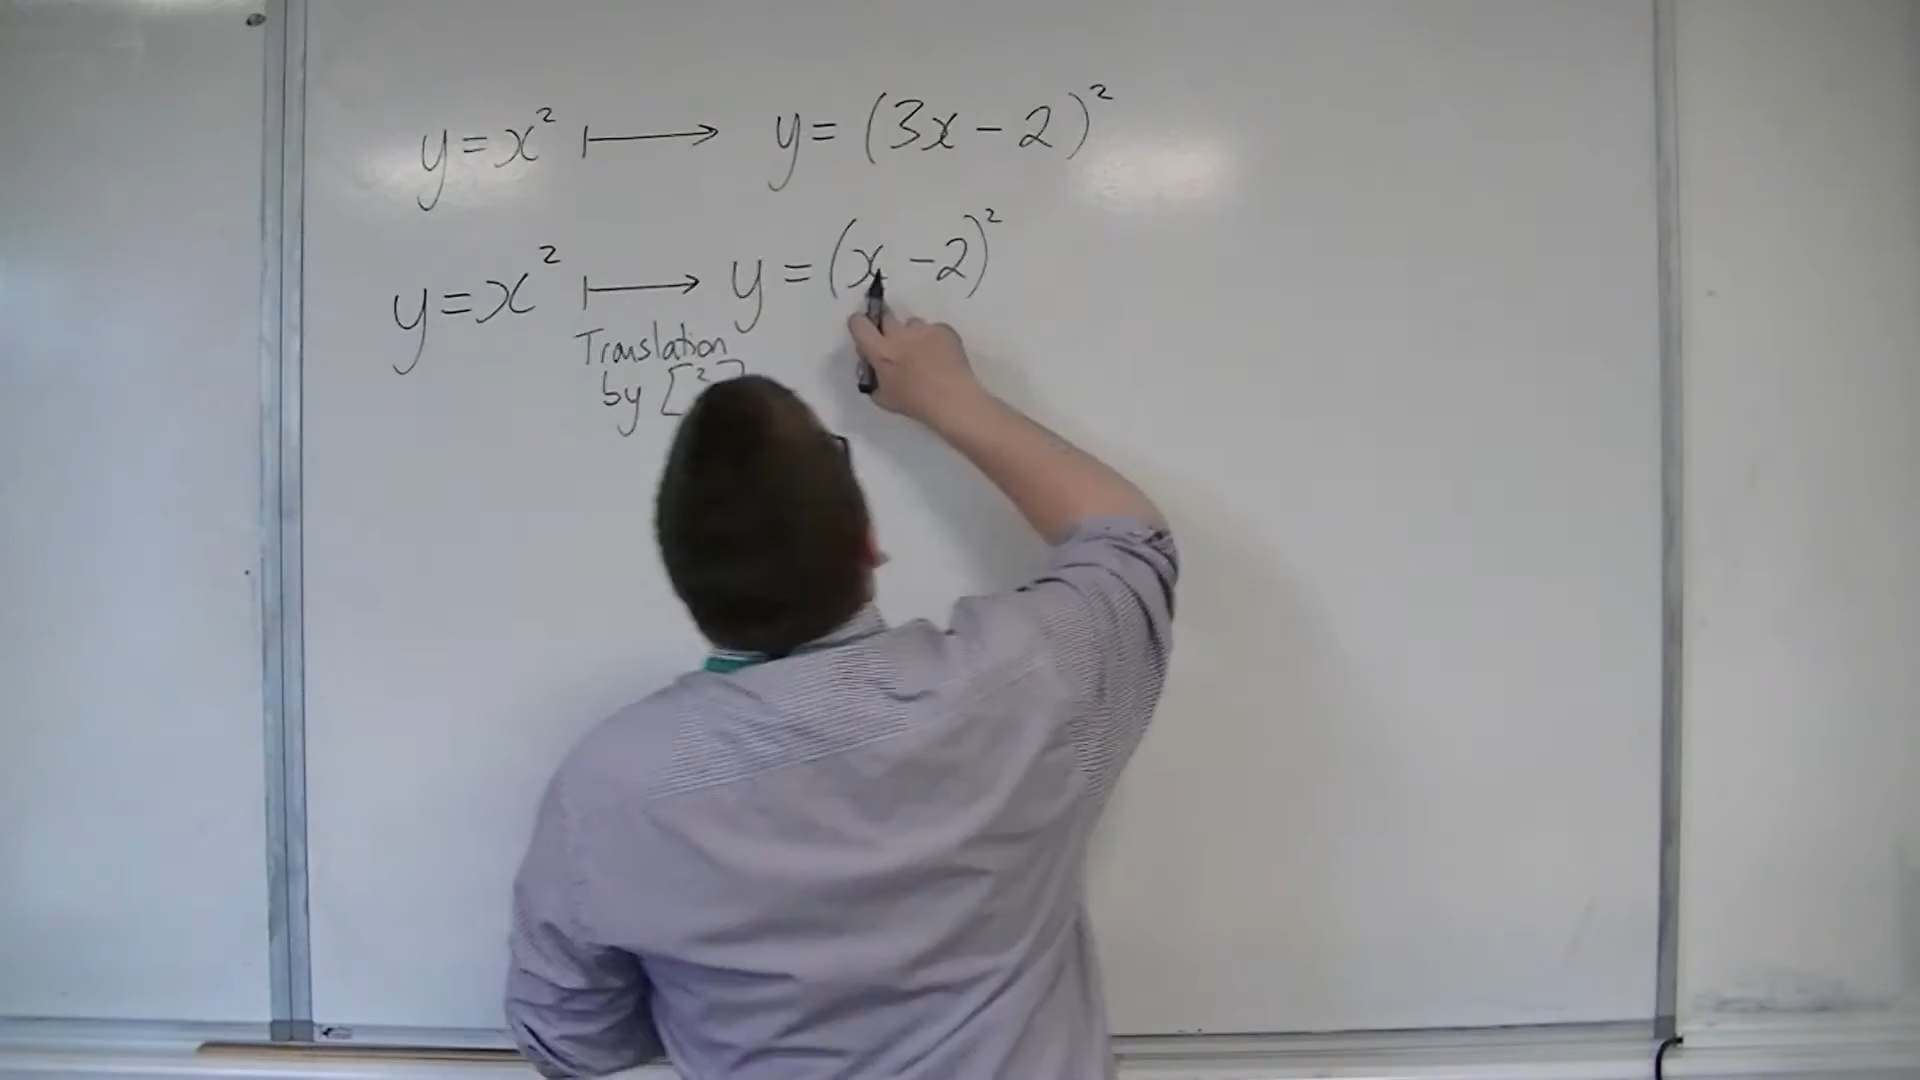 y = x² ⟼ y = (3x - 2)²
y = x² ⟼ y = (x - 2)²
Translation
by [2